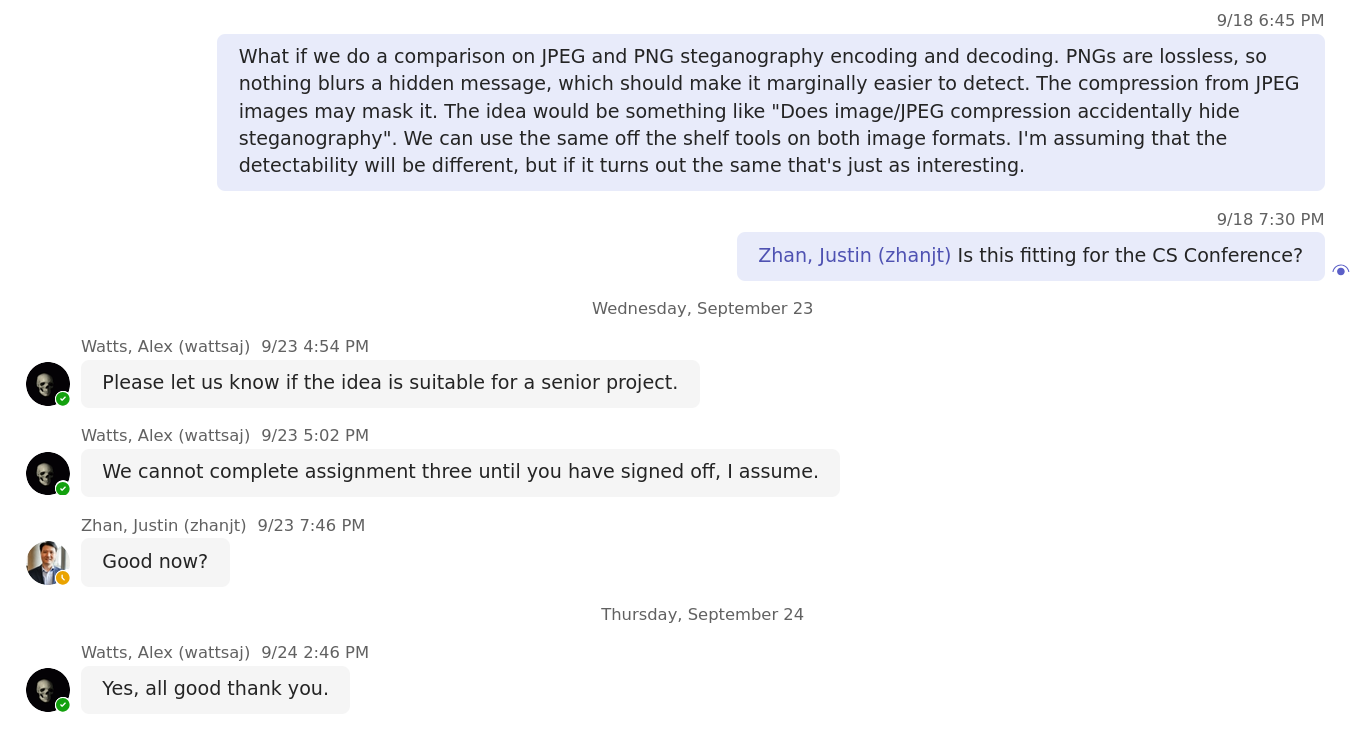 9/18 6:45 PM
What if we do a comparison on JPEG and PNG steganography encoding and decoding. PNGs are lossless, so
nothing blurs a hidden message, which should make it marginally easier to detect. The compression from JPEG
images may mask it. The idea would be something like "Does image/JPEG compression accidentally hide
steganography". We can use the same off the shelf tools on both image formats. I'm assuming that the
detectability will be different, but if it turns out the same that's just as interesting.
9/18 7:30 PM
Zhan, Justin (zhanjt) Is this fitting for the CS Conference?
Wednesday, September 23
Watts, Alex (wattsaj) 9/23 4:54 PM
Please let us know if the idea is suitable for a senior project.
Watts, Alex (wattsaj) 9/23 5:02 PM
We cannot complete assignment three until you have signed off, I assume.
Zhan, Justin (zhanjt) 9/23 7:46 PM
Good now?
Thursday, September 24
Watts, Alex (wattsaj) 9/24 2:46 PM
Yes, all good thank you.